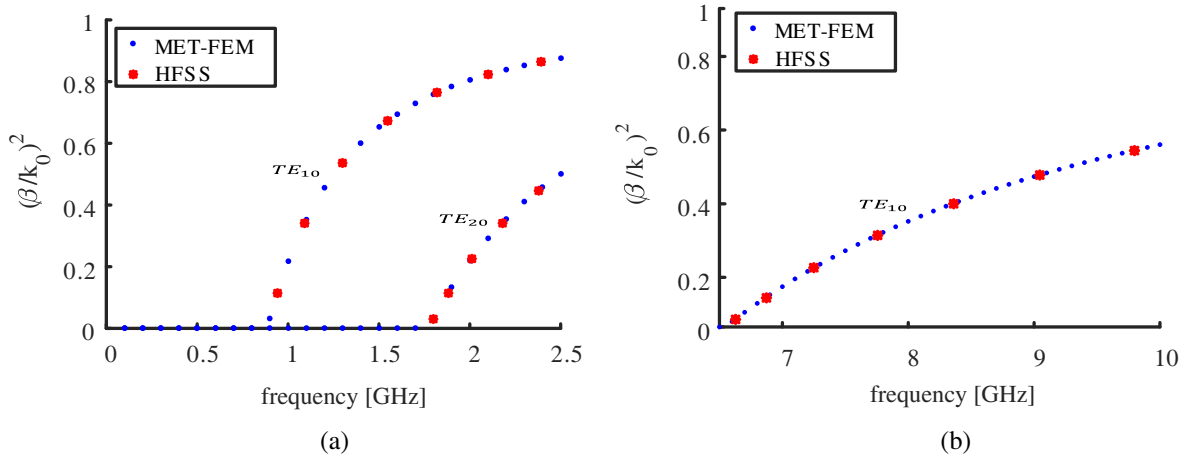 1
0.8
0.6
0.4
0.2
0
(β/k0)^2
MET-FEM
HFSS
TE10
TE20
0 0.5 1 1.5 2 2.5
frequency [GHz]
(a)
1
0.8
0.6
0.4
0.2
0
(β/k0)^2
MET-FEM
HFSS
TE10
7 8 9 10
frequency [GHz]
(b)